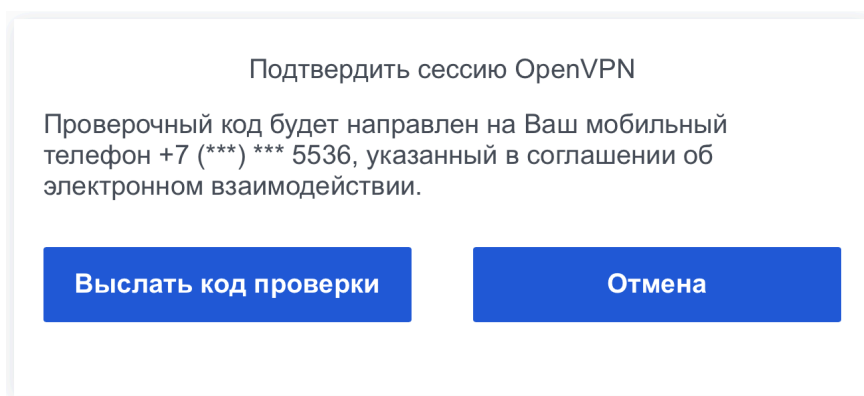 Подтвердить сессию OpenVPN
Проверочный код будет направлен на Ваш мобильный
телефон +7 (***) *** 5536, указанный в соглашении об
электронном взаимодействии.
Выслать код проверки
Отмена